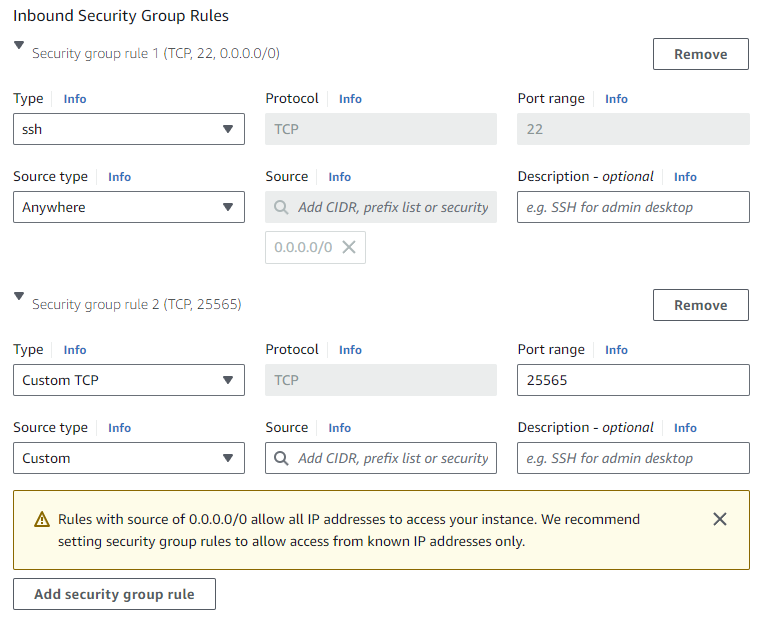 Inbound Security Group Rules
Security group rule 1 (TCP, 22, 0.0.0.0/0)
Remove
Type Info
Protocol Info
Port range Info
ssh
TCP
22
Source type Info
Source Info
Description - optional Info
Anywhere
Add CIDR, prefix list or security
e.g. SSH for admin desktop
0.0.0.0/0
Security group rule 2 (TCP, 25565)
Remove
Type Info
Protocol Info
Port range Info
Custom TCP
TCP
25565
Source type Info
Source Info
Description - optional Info
Custom
Add CIDR, prefix list or security
e.g. SSH for admin desktop
Rules with source of 0.0.0.0/0 allow all IP addresses to access your instance. We recommend
setting security group rules to allow access from known IP addresses only.
Add security group rule